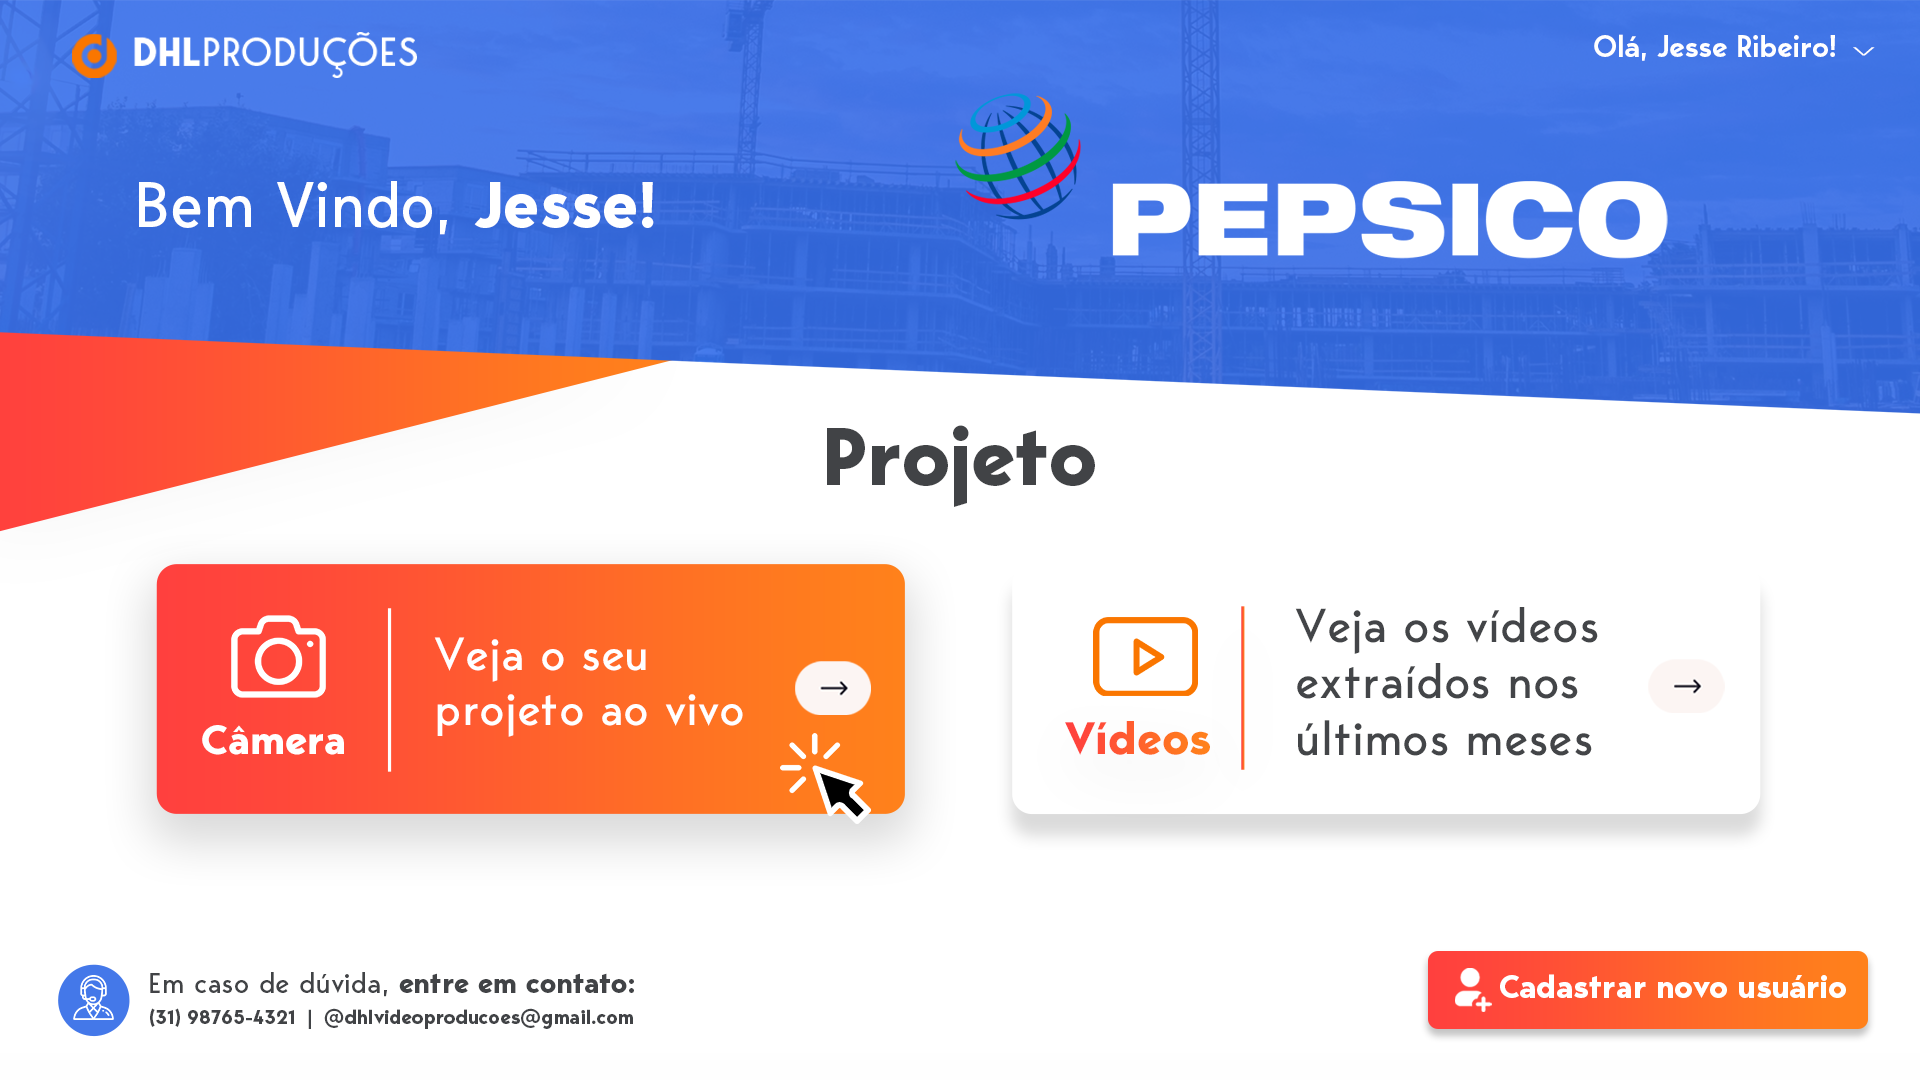 DHLPRODUÇÕES
Olá, Jesse Ribeiro!
Bem Vindo, Jesse!
PEPSICO
Projeto
Câmera
Veja o seu
projeto ao vivo
Vídeos
Veja os vídeos
extraídos nos
últimos meses
Em caso de dúvida, entre em contato:
(31) 98765-4321 | @dhlvideoproducoes@gmail.com
Cadastrar novo usuário